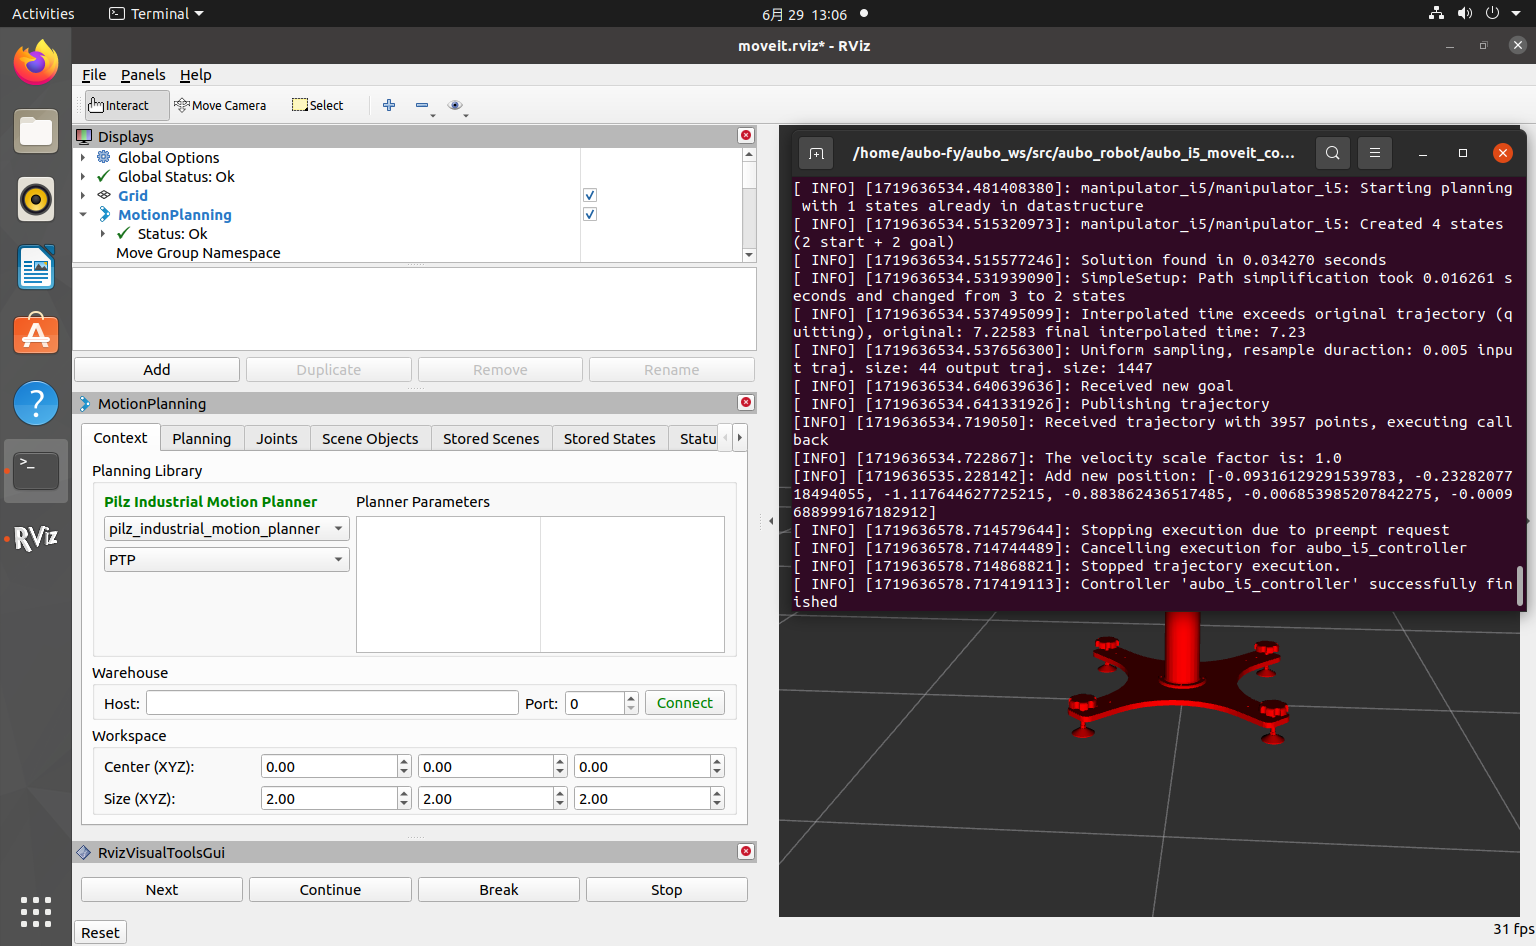 Activities
Terminal
6月 29 13:06
moveit.rviz* - RViz
File Panels Help
Interact
Move Camera
Select
Displays
Global Options
Global Status: Ok
Grid
MotionPlanning
Status: Ok
Move Group Namespace
Add
Duplicate
Remove
Rename
MotionPlanning
Context
Planning
Joints
Scene Objects
Stored Scenes
Stored States
Statu
Planning Library
Pilz Industrial Motion Planner
Planner Parameters
pilz_industrial_motion_planner
PTP
Warehouse
Host:
Port: 0
Connect
Workspace
Center (XYZ): 0.00 0.00 0.00
Size (XYZ): 2.00 2.00 2.00
RvizVisualToolsGui
Next
Continue
Break
Stop
Reset
/home/aubo-fy/aubo_ws/src/aubo_robot/aubo_i5_moveit_co...
[ INFO] [1719636534.481408380]: manipulator_i5/manipulator_i5: Starting planning
with 1 states already in datastructure
[ INFO] [1719636534.515320973]: manipulator_i5/manipulator_i5: Created 4 states
(2 start + 2 goal)
[ INFO] [1719636534.515577246]: Solution found in 0.034270 seconds
[ INFO] [1719636534.531939090]: SimpleSetup: Path simplification took 0.016261 s
econds and changed from 3 to 2 states
[ INFO] [1719636534.537495099]: Interpolated time exceeds original trajectory (q
uitting), original: 7.22583 final interpolated time: 7.23
[ INFO] [1719636534.537656300]: Uniform sampling, resample duraction: 0.005 inpu
t traj. size: 44 output traj. size: 1447
[ INFO] [1719636534.640639636]: Received new goal
[ INFO] [1719636534.641331926]: Publishing trajectory
[INFO] [1719636534.719050]: Received trajectory with 3957 points, executing call
back
[INFO] [1719636534.722867]: The velocity scale factor is: 1.0
[INFO] [1719636535.228142]: Add new position: [-0.09316129291539783, -0.23282077
18494055, -1.117644627725215, -0.883862436517485, -0.006853985207842275, -0.0009
688999167182912]
[ INFO] [1719636578.714579644]: Stopping execution due to preempt request
[ INFO] [1719636578.714744489]: Cancelling execution for aubo_i5_controller
[ INFO] [1719636578.714868821]: Stopped trajectory execution.
[ INFO] [1719636578.717419113]: Controller 'aubo_i5_controller' successfully fin
ished
RViz
31 fps